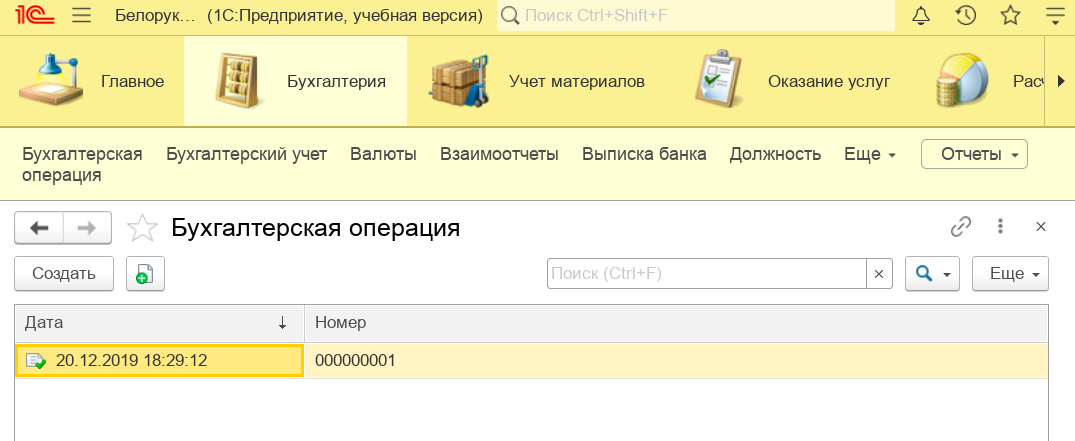 1С Белорук... (1С:Предприятие, учебная версия) Поиск Ctrl+Shift+F
Главное Бухгалтерия Учет материалов Оказание услуг Расч
Бухгалтерская операция Бухгалтерский учет Валюты Взаимоотчеты Выписка банка Должность Еще Отчеты
Бухгалтерская операция
Создать Поиск (Ctrl+F) × Еще
Дата ↓ Номер
20.12.2019 18:29:12 000000001